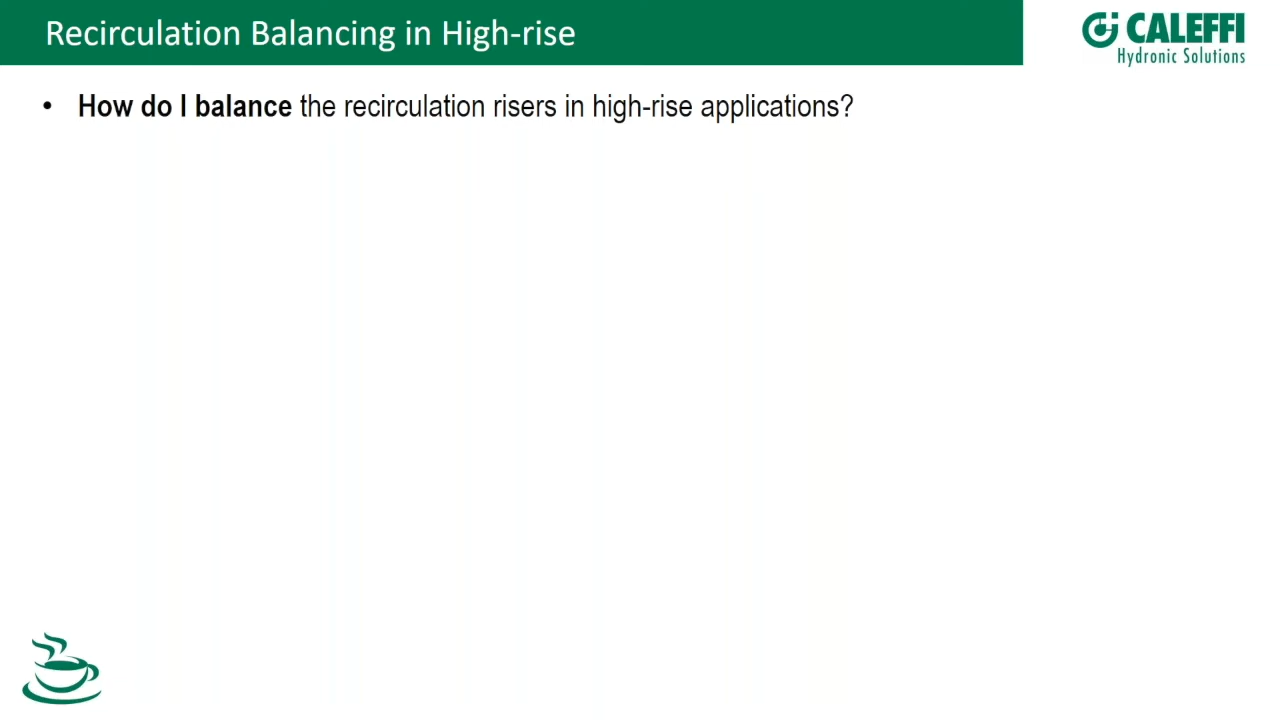 Recirculation Balancing in High-rise
CALEFFI
Hydronic Solutions
• How do I balance the recirculation risers in high-rise applications?